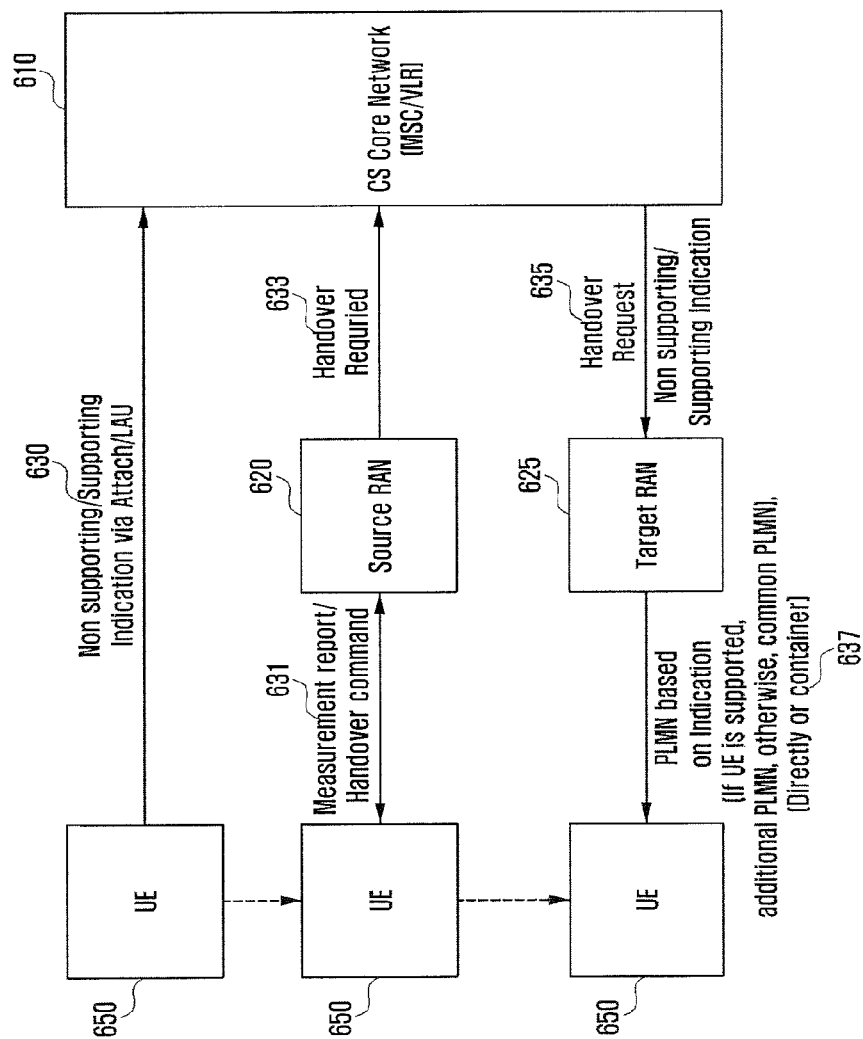 610
CS Core Network
(MSC/VLR)
630
Non supporting/Supporting
Indication via Attach/LAU
633
Handover
Requried
635
Handover
Request
Non supporting/
Supporting Indication
620
Source RAN
625
Target RAN
631
Measurement report/
Handover command
PLMN based
on Indication
(If UE is supported,
additional PLMN, otherwise, common PLMN),
(Directly or container)
637
UE
650
UE
650
UE
650